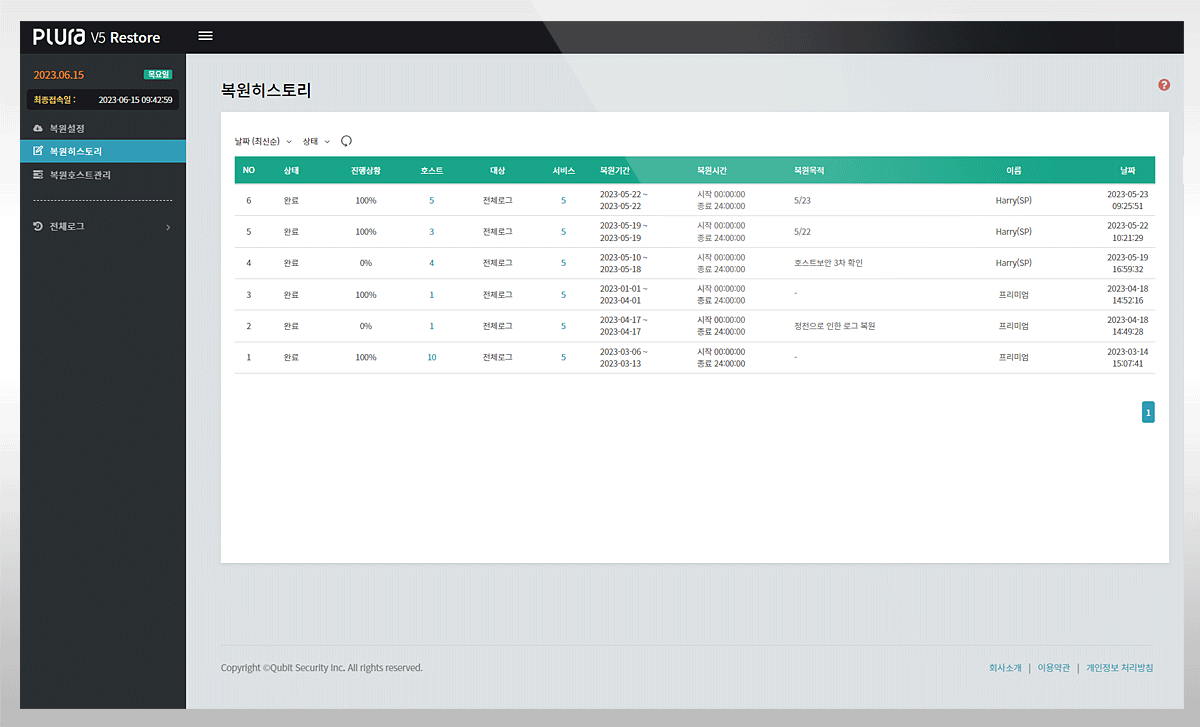 PLURA V5 Restore
2023.06.15 목요일
최종접속일 : 2023-06-15 09:42:59
복원설정
복원히스토리
복원호스트관리
전체로그
복원히스토리
날짜 (최신순) 상태
NO 상태 진행상황 호스트 대상 서비스 복원기간 복원시간 복원목적 이름 날짜
6 완료 100% 5 전체로그 5 2023-05-22 ~ 2023-05-22 시작 00:00:00 종료 24:00:00 5/23 Harry(SP) 2023-05-23 09:25:51
5 완료 100% 3 전체로그 5 2023-05-19 ~ 2023-05-19 시작 00:00:00 종료 24:00:00 5/22 Harry(SP) 2023-05-22 10:21:29
4 완료 0% 4 전체로그 5 2023-05-10 ~ 2023-05-18 시작 00:00:00 종료 24:00:00 호스트보안 3차 확인 Harry(SP) 2023-05-19 16:59:32
3 완료 100% 1 전체로그 5 2023-01-01 ~ 2023-04-01 시작 00:00:00 종료 24:00:00 - 프리미엄 2023-04-18 14:52:16
2 완료 0% 1 전체로그 5 2023-04-17 ~ 2023-04-17 시작 00:00:00 종료 24:00:00 정전으로 인한 로그 복원 프리미엄 2023-04-18 14:49:28
1 완료 100% 10 전체로그 5 2023-03-06 ~ 2023-03-13 시작 00:00:00 종료 24:00:00 - 프리미엄 2023-03-14 15:07:41
1
Copyright ©Qubit Security Inc. All rights reserved.
회사소개 | 이용약관 | 개인정보 처리방침